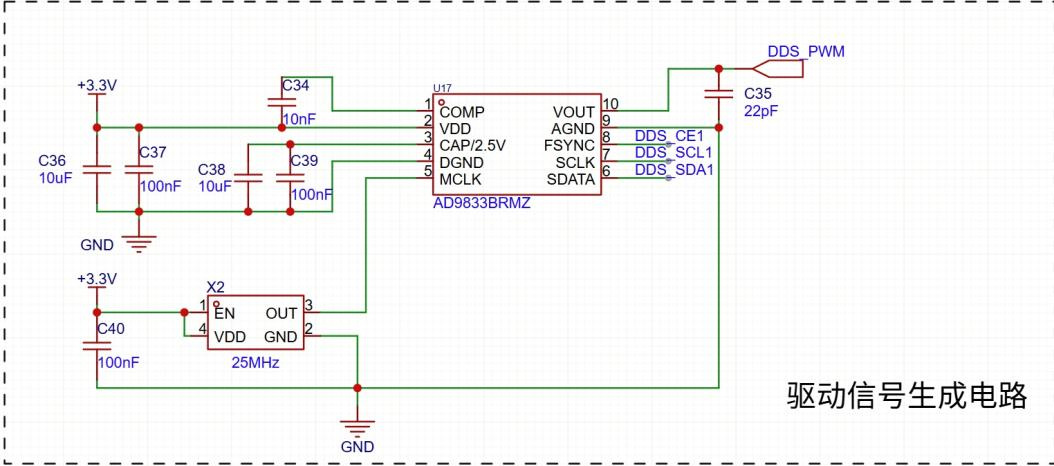 DDS_PWM
+3.3V
C34
10nF
U17
1 COMP VOUT 10
2 VDD AGND 9
3 CAP/2.5V FSYNC 8
4 DGND SCLK 7
5 MCLK SDATA 6
AD9833BRMZ
C35
22pF
DDS_CE1
DDS_SCL1
DDS_SDA1
C36
10uF
C37
100nF
C38
10uF
C39
100nF
GND
+3.3V
X2
1 EN OUT 3
4 VDD GND 2
25MHz
C40
100nF
GND
驱动信号生成电路